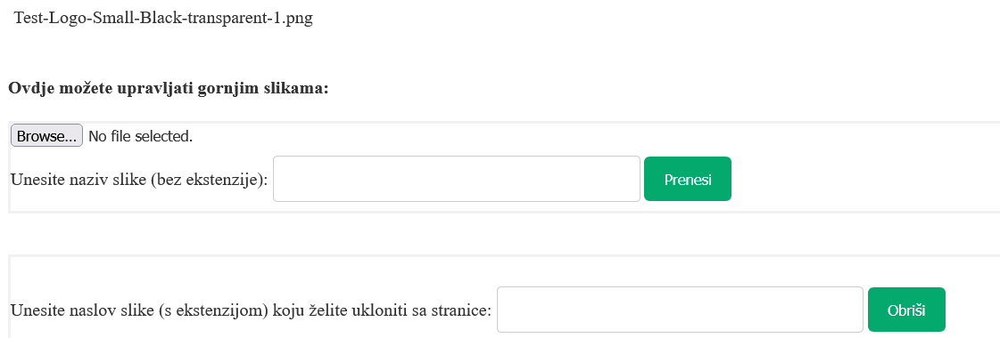 Test-Logo-Small-Black-transparent-1.png
Ovdje možete upravljati gornjim slikama:
Browse... No file selected.
Unesite naziv slike (bez ekstenzije): Prenesi
Unesite naslov slike (s ekstenzijom) koju želite ukloniti sa stranice: Obriši